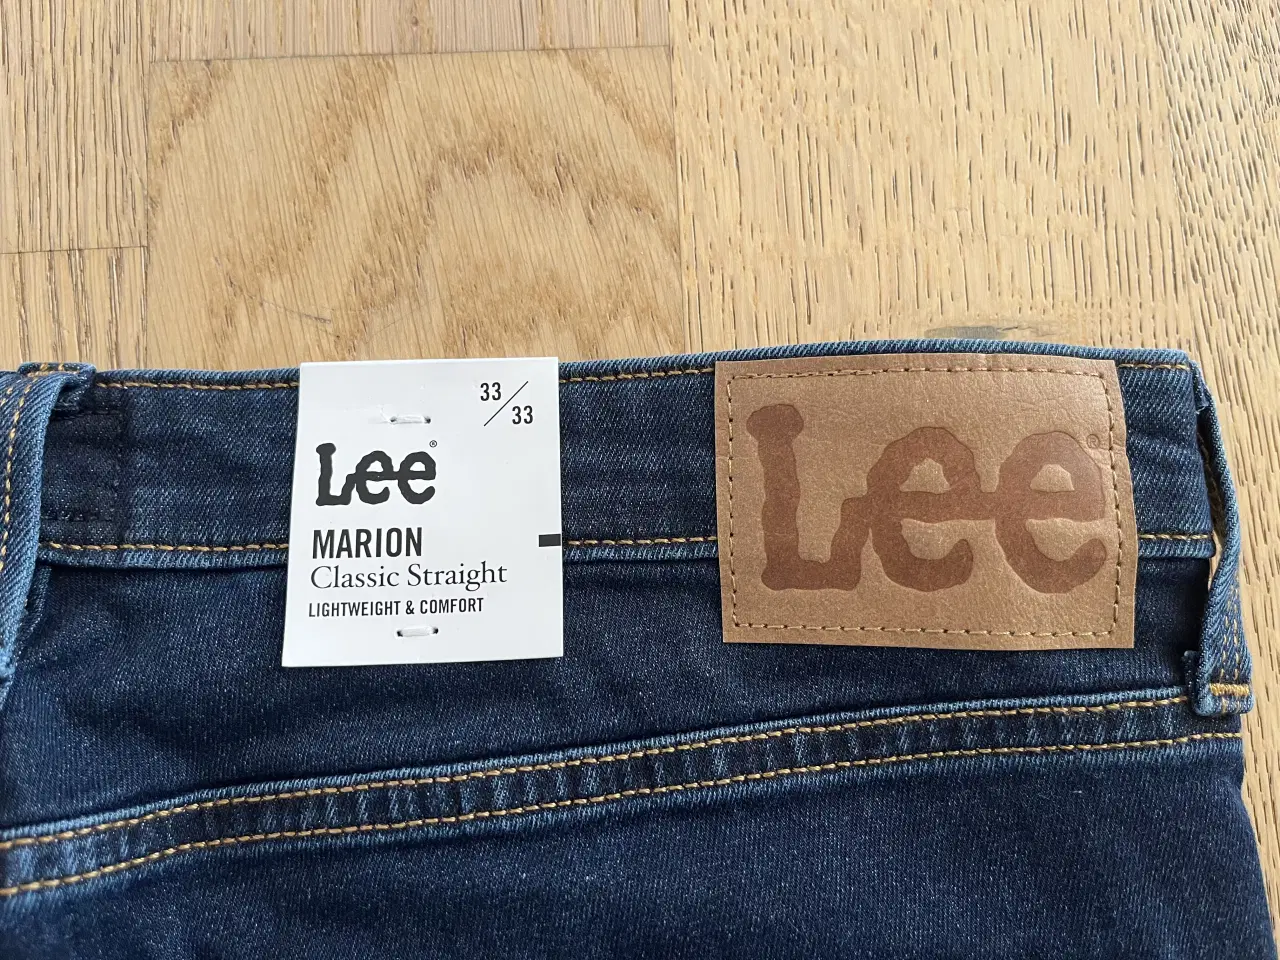 33/33
Lee®
MARION
Classic Straight
LIGHTWEIGHT & COMFORT
Lee®